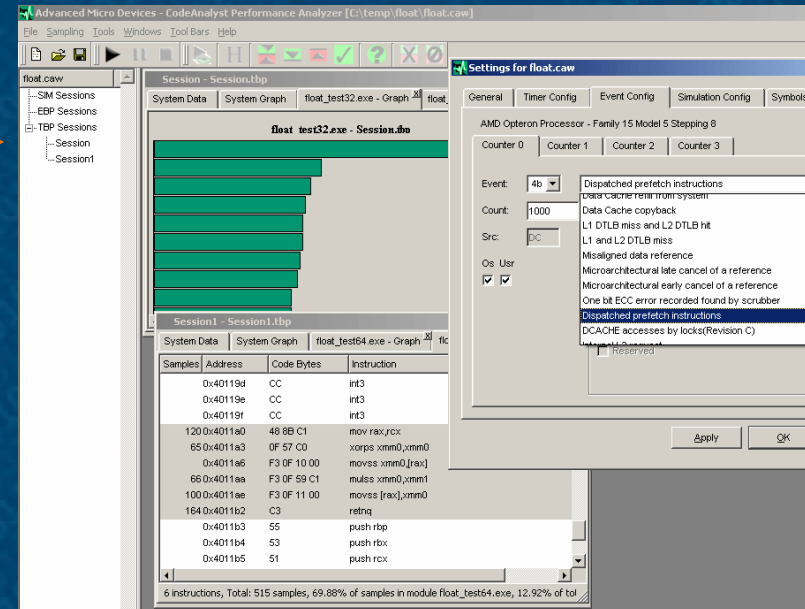 Advanced Micro Devices - CodeAnalyst Performance Analyzer [C:\temp\float\float.caw]
File Sampling Tools Windows Tool Bars Help
float.caw
SIM Sessions
EBP Sessions
TBP Sessions
Session
Session1
Session - Session.tbp
System Data System Graph float_test32.exe - Graph float_
float_test32.exe - Session.tbp
Session1 - Session1.tbp
System Data System Graph float_test64.exe - Graph flo
Samples Address Code Bytes Instruction
0x40119d CC int3
0x40119e CC int3
0x40119f CC int3
120 0x4011a0 48 8B C1 mov rax,rcx
65 0x4011a3 0F 57 C0 xorps xmm0,xmm0
0x4011a6 F3 0F 10 00 movss xmm0,[rax]
66 0x4011aa F3 0F 59 C1 mulss xmm0,xmm1
100 0x4011ae F3 0F 11 00 movss [rax],xmm0
164 0x4011b2 C3 retnq
0x4011b3 55 push rbp
0x4011b4 53 push rbx
0x4011b5 51 push rcx
6 instructions, Total: 515 samples, 69.88% of samples in module float_test64.exe, 12.92% of tot
Settings for float.caw
General Timer Config Event Config Simulation Config Symbols
AMD Opteron Processor - Family 15 Model 5 Stepping 8
Counter 0 Counter 1 Counter 2 Counter 3
Event: 4b Dispatched prefetch instructions
Data Cache refill from system
Count: 1000 Data Cache copyback
L1 DTLB miss and L2 DTLB hit
Src: DC L1 and L2 DTLB miss
Misaligned data reference
Os Usr Microarchitectural late cancel of a reference
Microarchitectural early cancel of a reference
One bit ECC error recorded found by scrubber
Dispatched prefetch instructions
DCACHE accesses by locks(Revision C)
Reserved
Apply OK